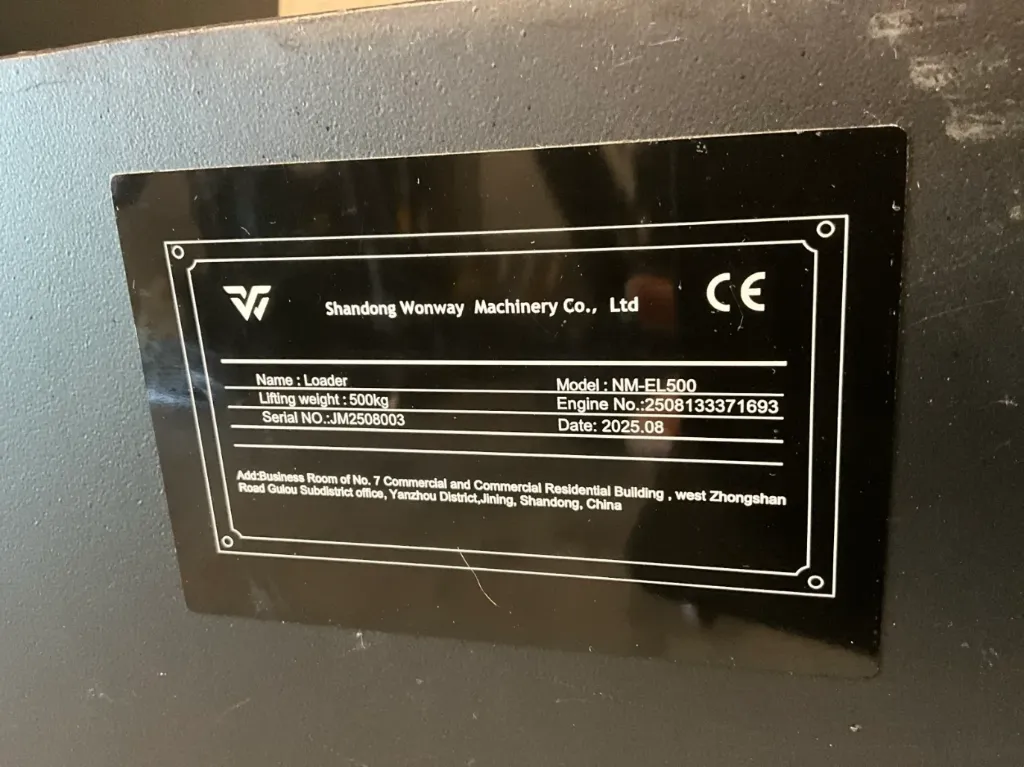 Shandong Wonway Machinery Co., Ltd
CE
Name : Loader
Model : NM-EL500
Lifting weight : 500kg
Engine No.:2508133371693
Serial NO.:JM2508003
Date: 2025.08
Add:Business Room of No. 7 Commercial and Commercial Residential Building , west Zhongshan
Road Gulou Subdistrict office, Yanzhou District,Jining, Shandong, China